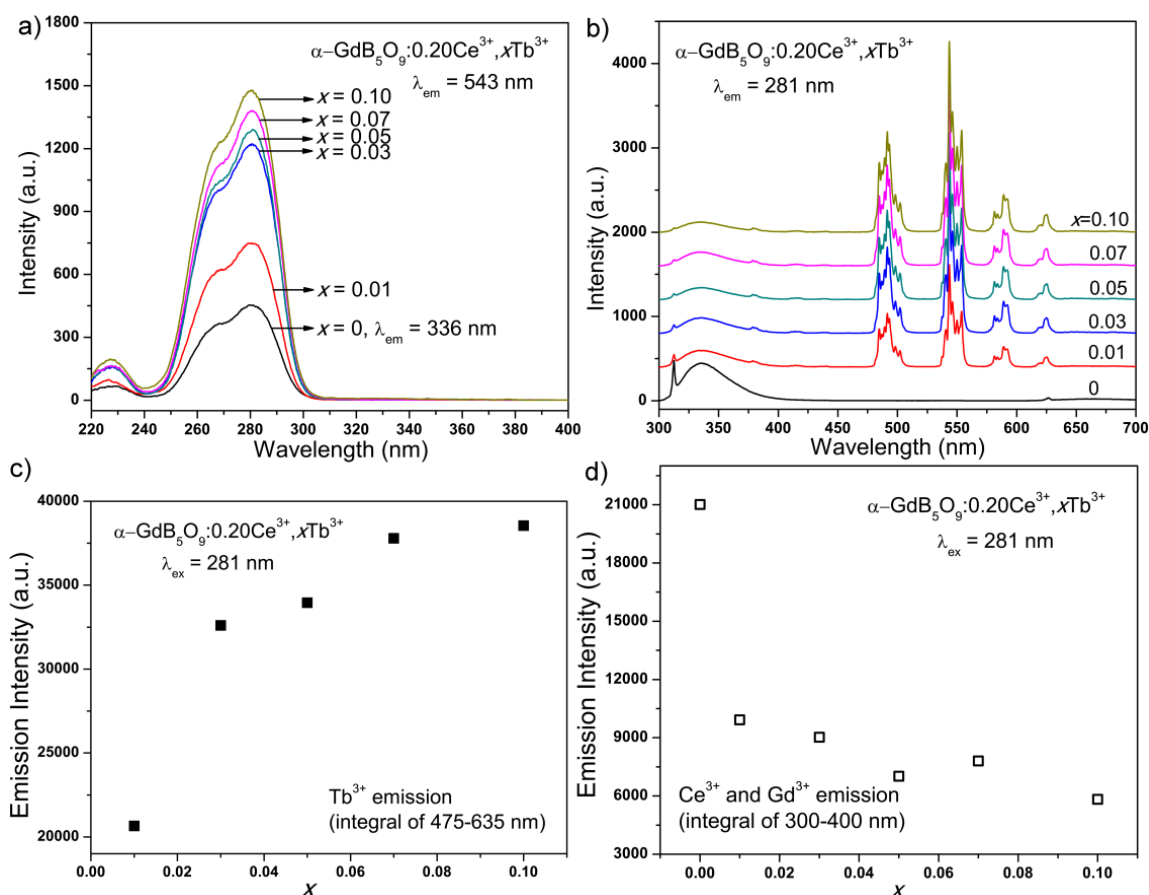 a)
α–GdB₅O₉:0.20Ce³⁺,xTb³⁺
λem = 543 nm
x = 0.10
x = 0.07
x = 0.05
x = 0.03
x = 0.01
x = 0, λem = 336 nm
1800
1500
1200
900
600
300
0
Intensity (a.u.)
220 240 260 280 300 320 340 360 380 400
Wavelength (nm)
b)
α–GdB₅O₉:0.20Ce³⁺,xTb³⁺
λem = 281 nm
x=0.10
0.07
0.05
0.03
0.01
0
4000
3000
2000
1000
0
Intensity (a.u.)
300 350 400 450 500 550 600 650 700
Wavelength (nm)
c)
α–GdB₅O₉:0.20Ce³⁺,xTb³⁺
λex = 281 nm
Tb³⁺ emission
(integral of 475-635 nm)
40000
35000
30000
25000
20000
Emission Intensity (a.u.)
0.00 0.02 0.04 0.06 0.08 0.10
x
d)
α–GdB₅O₉:0.20Ce³⁺,xTb³⁺
λex = 281 nm
Ce³⁺ and Gd³⁺ emission
(integral of 300-400 nm)
21000
18000
15000
12000
9000
6000
3000
Emission Intensity (a.u.)
0.00 0.02 0.04 0.06 0.08 0.10
x